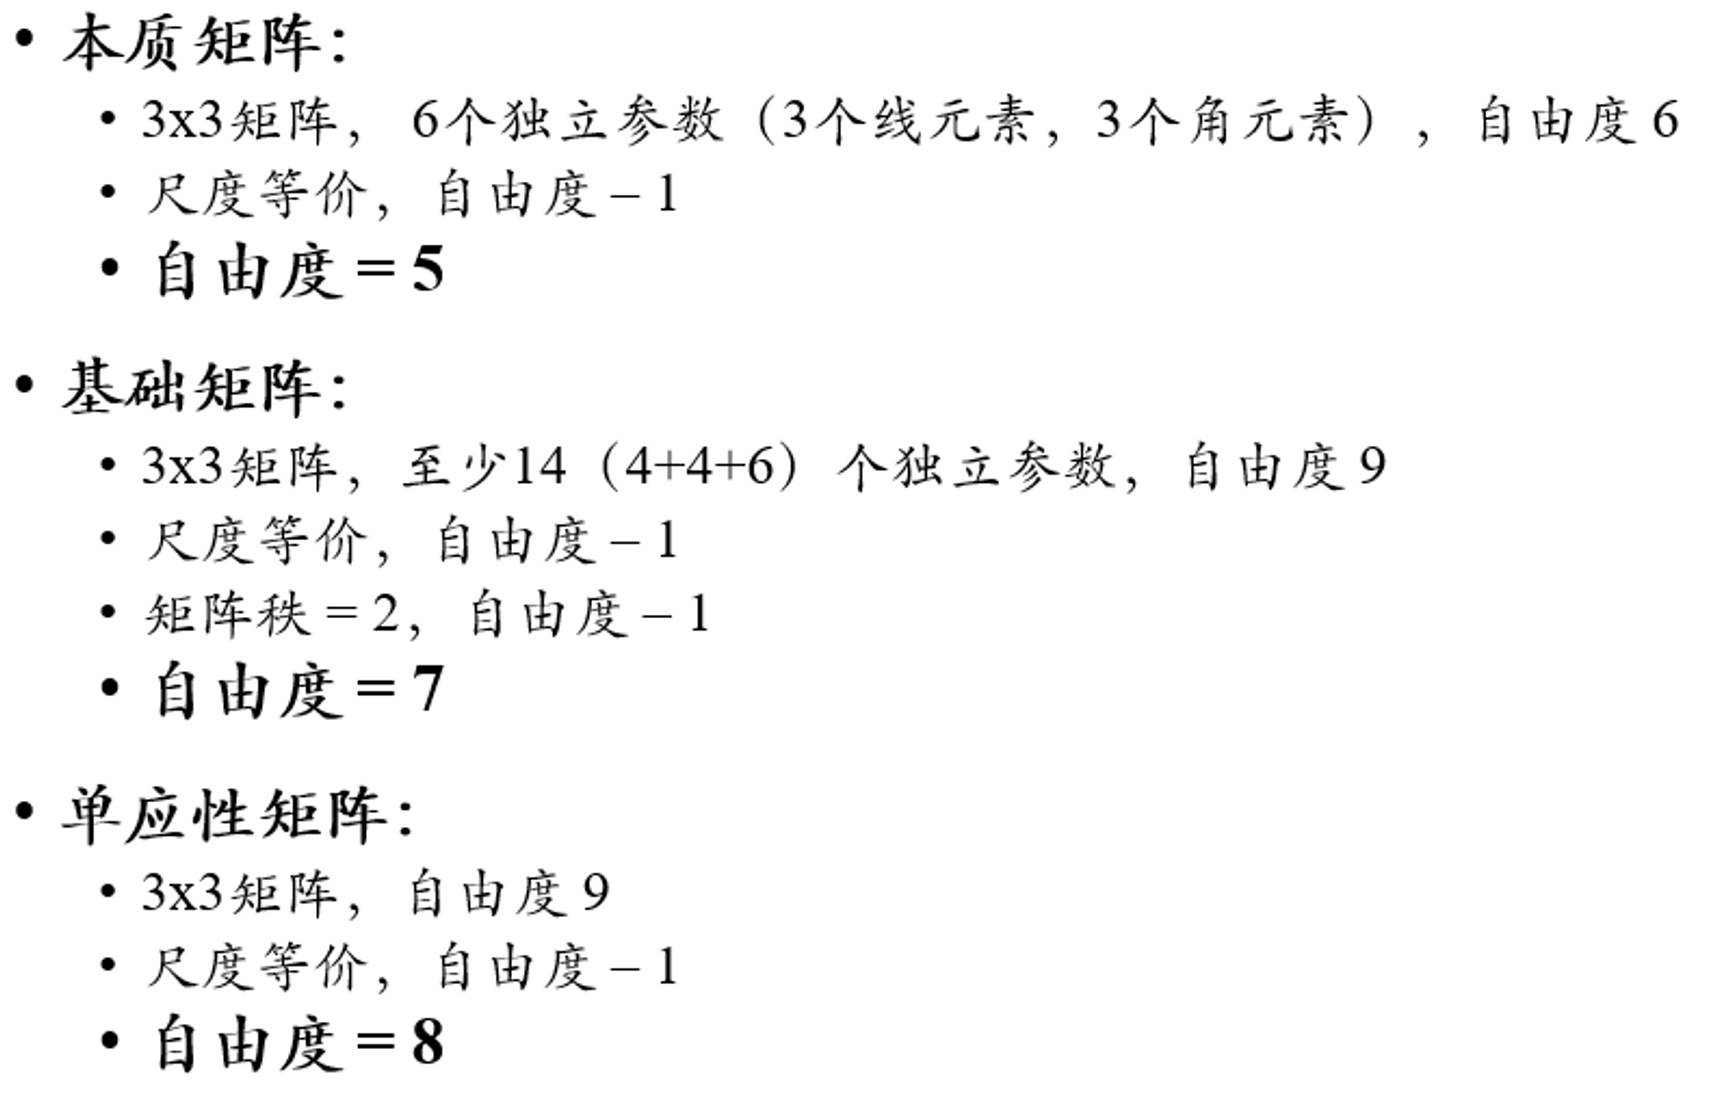 • 本质矩阵：
• 3x3矩阵， 6个独立参数（3个线元素，3个角元素），自由度 6
• 尺度等价，自由度 – 1
• 自由度 = 5
• 基础矩阵：
• 3x3矩阵，至少14（4+4+6）个独立参数，自由度 9
• 尺度等价，自由度 – 1
• 矩阵秩 = 2，自由度 – 1
• 自由度 = 7
• 单应性矩阵：
• 3x3矩阵，自由度 9
• 尺度等价，自由度 – 1
• 自由度 = 8